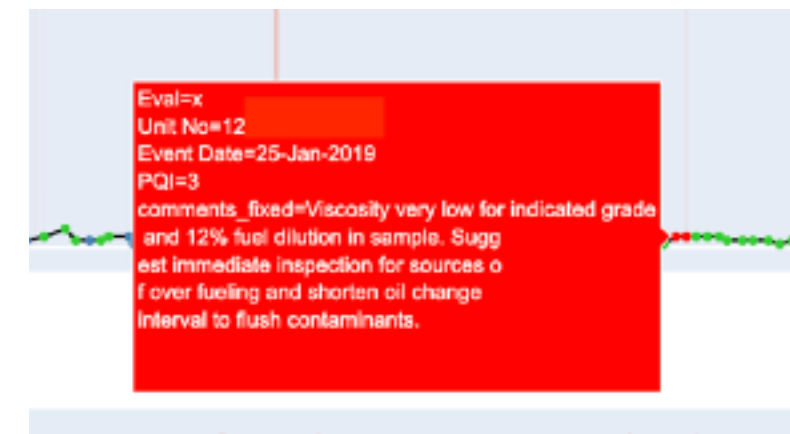 Eval=x
Unit No=12
Event Date=25-Jan-2019
PQI=3
comments_fixed=Viscosity very low for indicated grade
and 12% fuel dilution in sample. Sugg
est immediate inspection for sources o
f over fueling and shorten oil change
interval to flush contaminants.